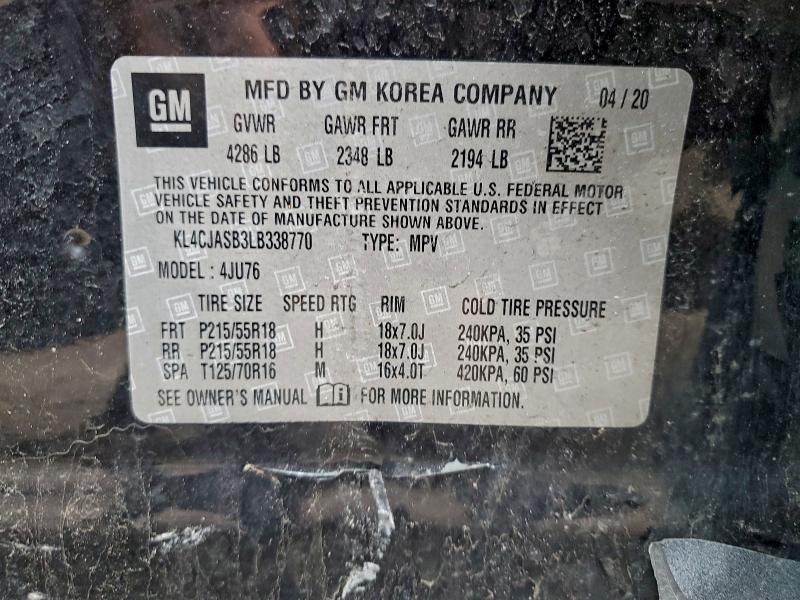 GM MFD BY GM KOREA COMPANY 04 / 20
GVWR GAWR FRT GAWR RR
4286 LB 2348 LB 2194 LB
THIS VEHICLE CONFORMS TO ALL APPLICABLE U.S. FEDERAL MOTOR
VEHICLE SAFETY AND THEFT PREVENTION STANDARDS IN EFFECT
ON THE DATE OF MANUFACTURE SHOWN ABOVE.
KL4CJASB3LB338770 TYPE: MPV
MODEL : 4JU76
TIRE SIZE SPEED RTG RIM COLD TIRE PRESSURE
FRT P215/55R18 H 18x7.0J 240KPA, 35 PSI
RR P215/55R18 H 18x7.0J 240KPA, 35 PSI
SPA T125/70R16 M 16x4.0T 420KPA, 60 PSI
SEE OWNER'S MANUAL i FOR MORE INFORMATION.